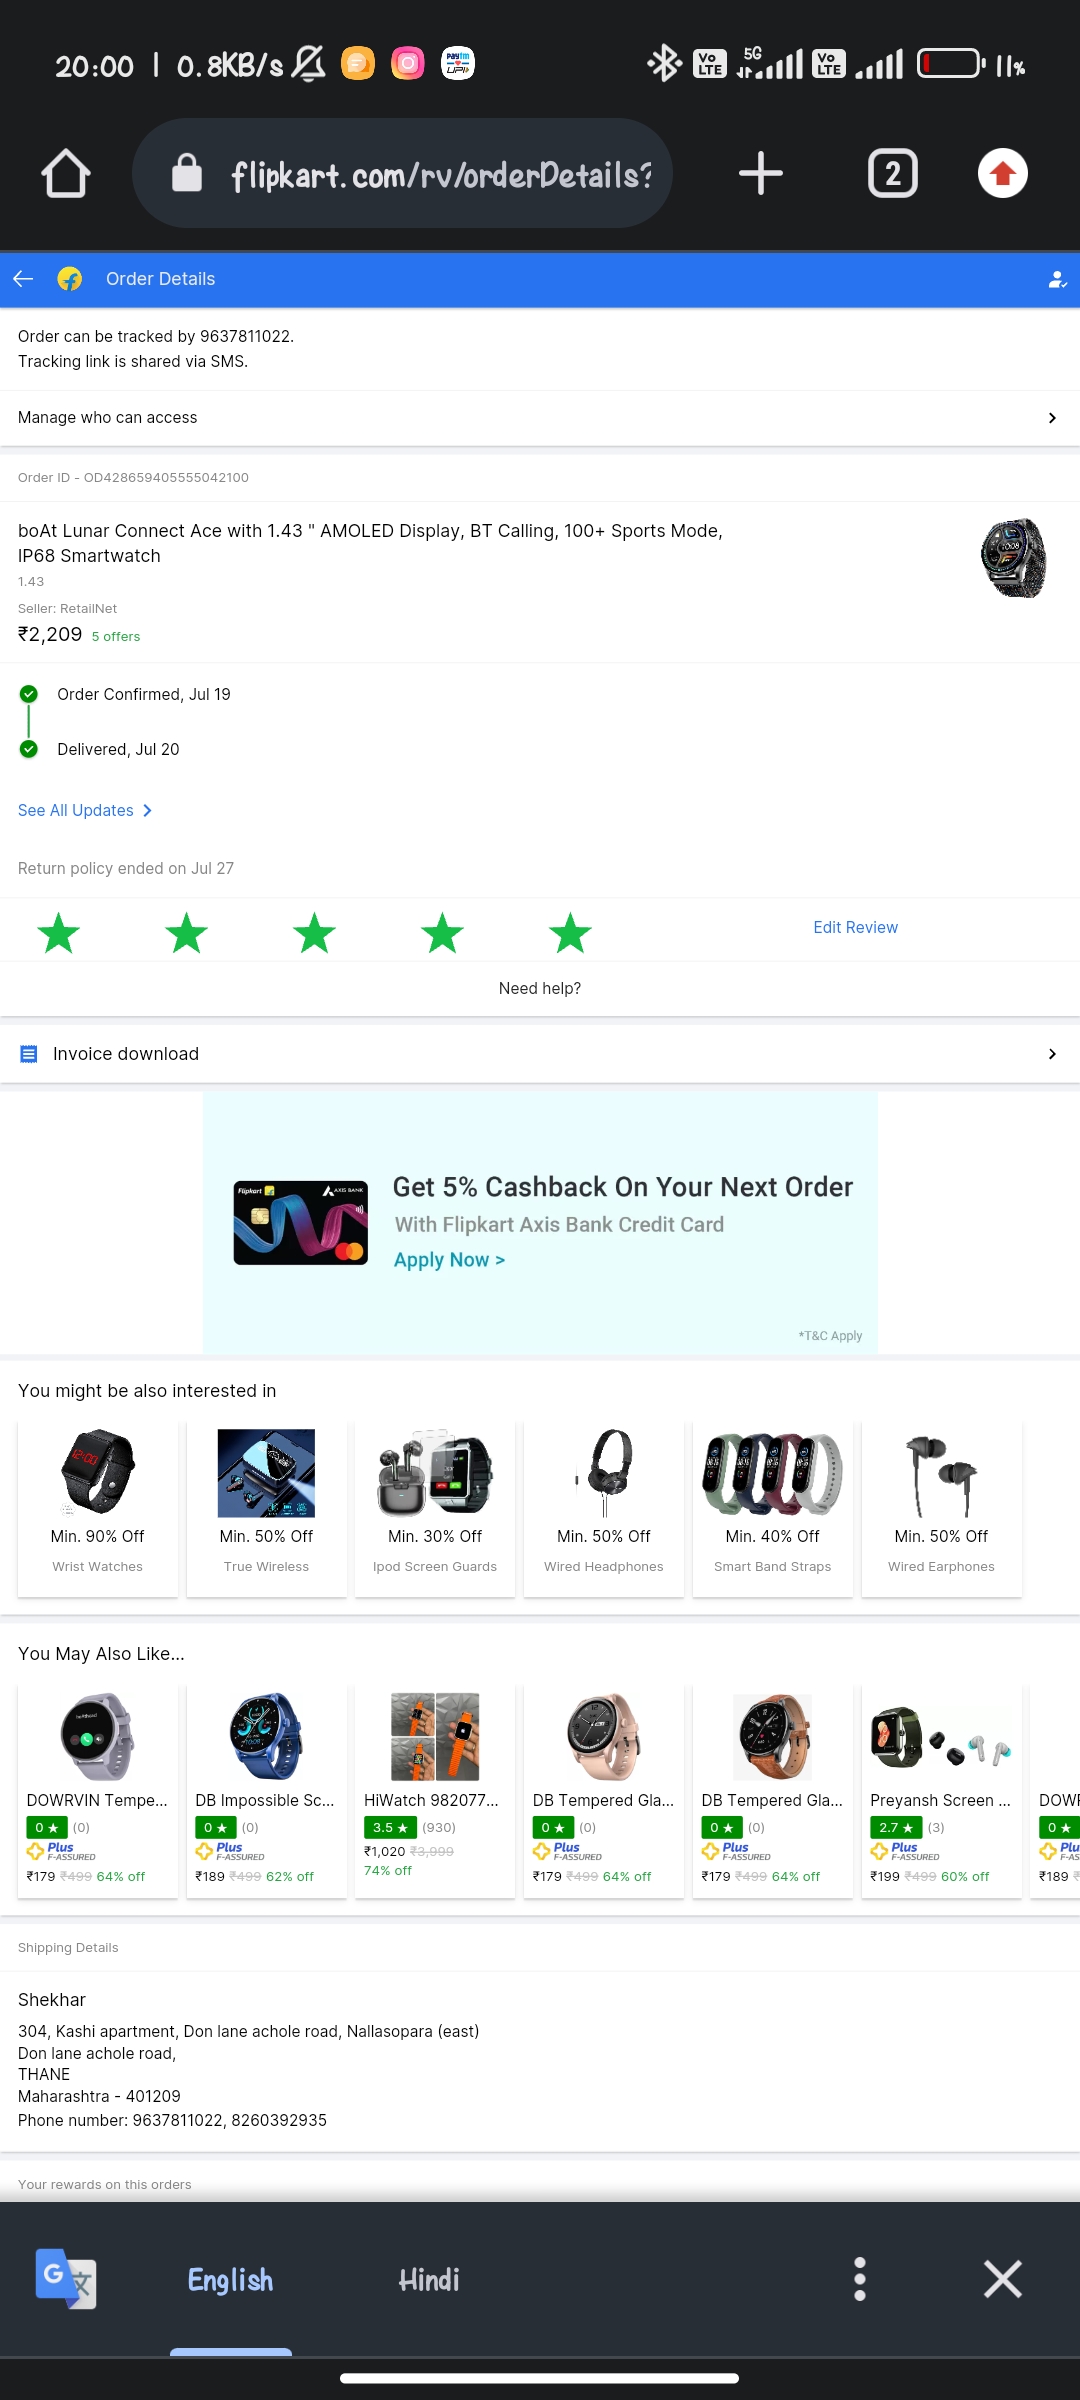 20:00 | 0.8KB/s
Paytm
UPI
Vo
LTE
5G
Vo
LTE
11%
flipkart.com/rv/orderDetails?
2
Order Details
Order can be tracked by 9637811022.
Tracking link is shared via SMS.
Manage who can access
Order ID - OD428659405555042100
boAt Lunar Connect Ace with 1.43 " AMOLED Display, BT Calling, 100+ Sports Mode,
IP68 Smartwatch
1.43
Seller: RetailNet
₹2,209 5 offers
Order Confirmed, Jul 19
Delivered, Jul 20
See All Updates
Return policy ended on Jul 27
Edit Review
Need help?
Invoice download
Flipkart
AXIS BANK
Get 5% Cashback On Your Next Order
With Flipkart Axis Bank Credit Card
Apply Now >
*T&C Apply
You might be also interested in
12:00
Min. 90% Off
Wrist Watches
Min. 50% Off
True Wireless
Min. 30% Off
Ipod Screen Guards
Min. 50% Off
Wired Headphones
Min. 40% Off
Smart Band Straps
Min. 50% Off
Wired Earphones
You May Also Like...
DOWRVIN Tempe...
0 ★ (0)
Plus
F-ASSURED
₹179 ₹499 64% off
DB Impossible Sc...
0 ★ (0)
Plus
F-ASSURED
₹189 ₹499 62% off
HiWatch 982077...
3.5 ★ (930)
₹1,020 ₹3,999
74% off
DB Tempered Gla...
0 ★ (0)
Plus
F-ASSURED
₹179 ₹499 64% off
DB Tempered Gla...
0 ★ (0)
Plus
F-ASSURED
₹179 ₹499 64% off
Preyansh Screen ...
2.7 ★ (3)
Plus
F-ASSURED
₹199 ₹499 60% off
0 ★
₹189
Shipping Details
Shekhar
304, Kashi apartment, Don lane achole road, Nallasopara (east)
Don lane achole road,
THANE
Maharashtra - 401209
Phone number: 9637811022, 8260392935
Your rewards on this orders
G
English
Hindi